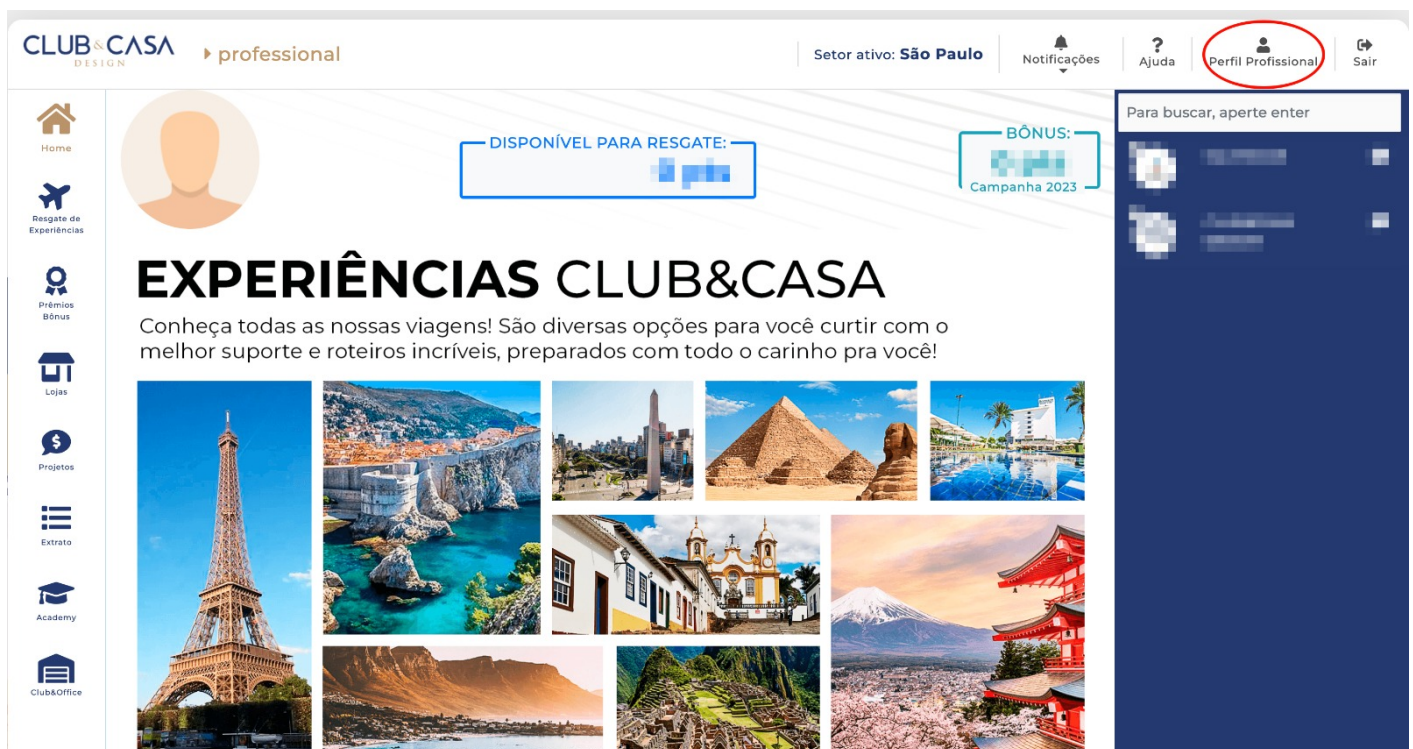 CLUB&CASA
DESIGN
professional
Setor ativo: São Paulo
Notificações
Ajuda
Perfil Profissional
Sair
Home
Resgate de
Experiências
Prêmios
Bônus
Lojas
Projetos
Extrato
Academy
Club&Office
DISPONÍVEL PARA RESGATE:
BÔNUS:
Campanha 2023
Para buscar, aperte enter
EXPERIÊNCIAS CLUB&CASA
Conheça todas as nossas viagens! São diversas opções para você curtir com o
melhor suporte e roteiros incríveis, preparados com todo o carinho pra você!